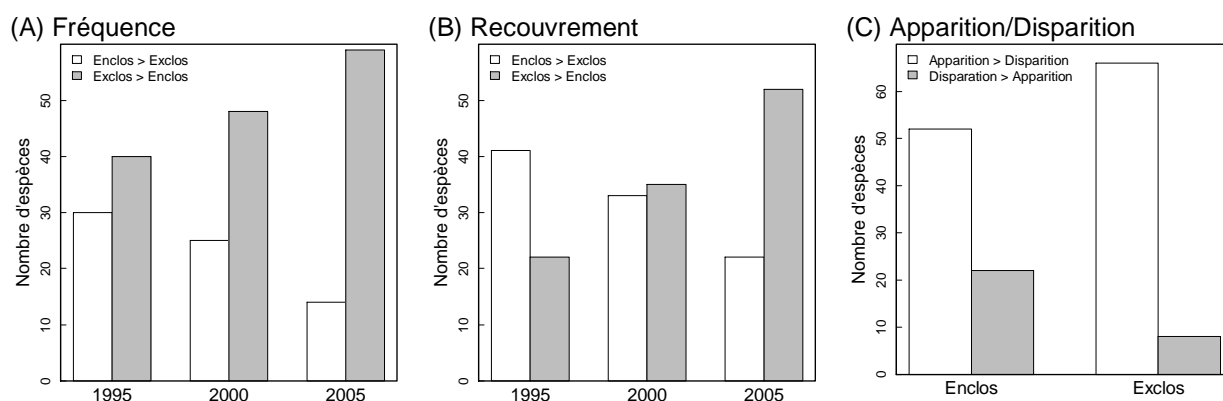 (A) Fréquence
Enclos > Exclos
Exclos > Enclos
Nombre d'espèces
50
40
30
20
10
0
1995
2000
2005
(B) Recouvrement
Enclos > Exclos
Exclos > Enclos
Nombre d'espèces
50
40
30
20
10
0
1995
2000
2005
(C) Apparition/Disparition
Apparition > Disparition
Disparation > Apparition
Nombre d'espèces
60
50
40
30
20
10
0
Enclos
Exclos